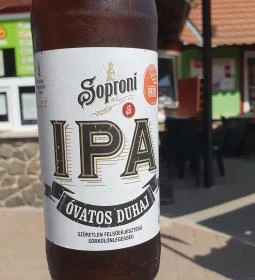 Soproni
IPA
ÓVATOS DUHAJ
SZŰRETLEN FELSŐERJESZTÉSŰ
SÖRKÜLÖNLEGESSÉG